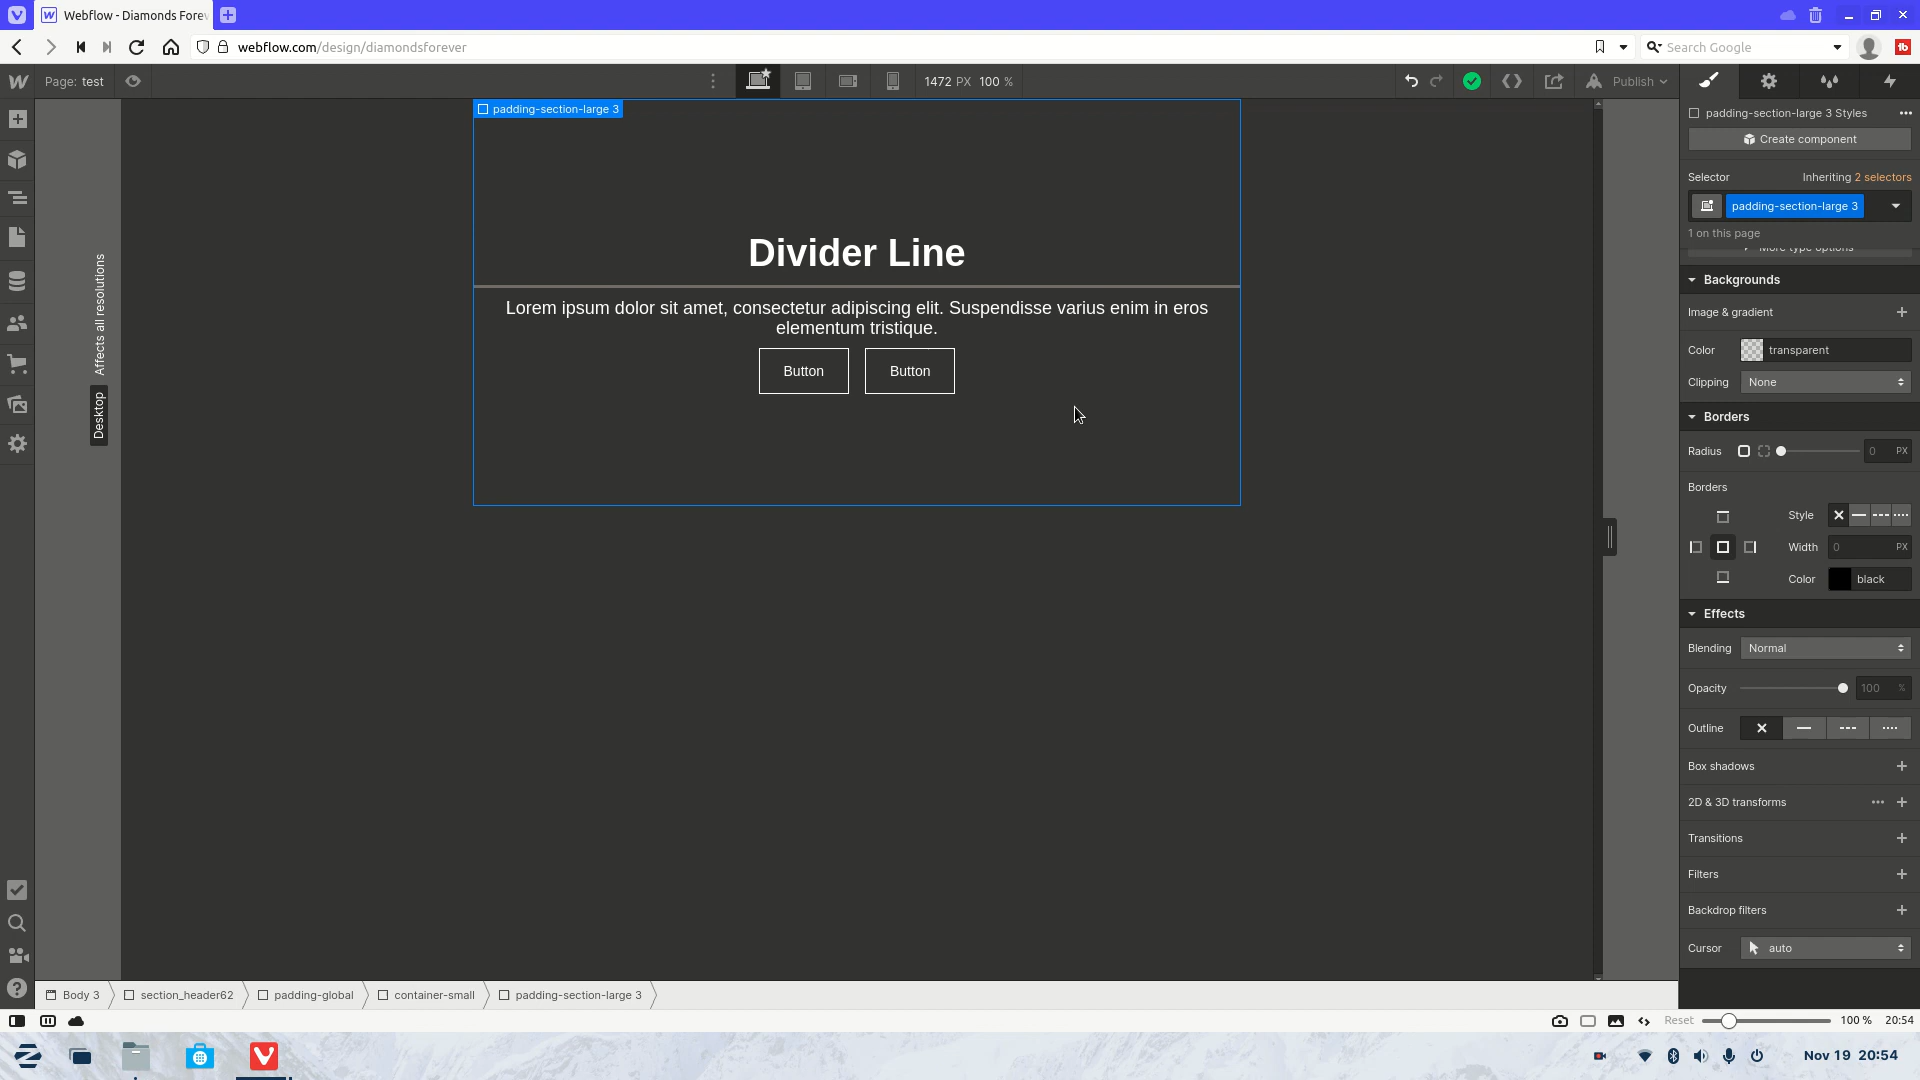 Webflow - Diamonds Forev
webflow.com/design/diamondsforever
Search Google
Page: test
1472 PX 100 %
Publish
padding-section-large 3
Divider Line
Lorem ipsum dolor sit amet, consectetur adipiscing elit. Suspendisse varius enim in eros
elementum tristique.
Button Button
Affects all resolutions
Desktop
padding-section-large 3 Styles
Create component
Selector Inheriting 2 selectors
padding-section-large 3
1 on this page
More type options
Backgrounds
Image & gradient
Color transparent
Clipping None
Borders
Radius 0 PX
Borders
Style
Width 0 PX
Color black
Effects
Blending Normal
Opacity 100 %
Outline
Box shadows
2D & 3D transforms
Transitions
Filters
Backdrop filters
Cursor auto
Body 3 section_header62 padding-global container-small padding-section-large 3
Reset 100 % 20:54
Nov 19 20:54